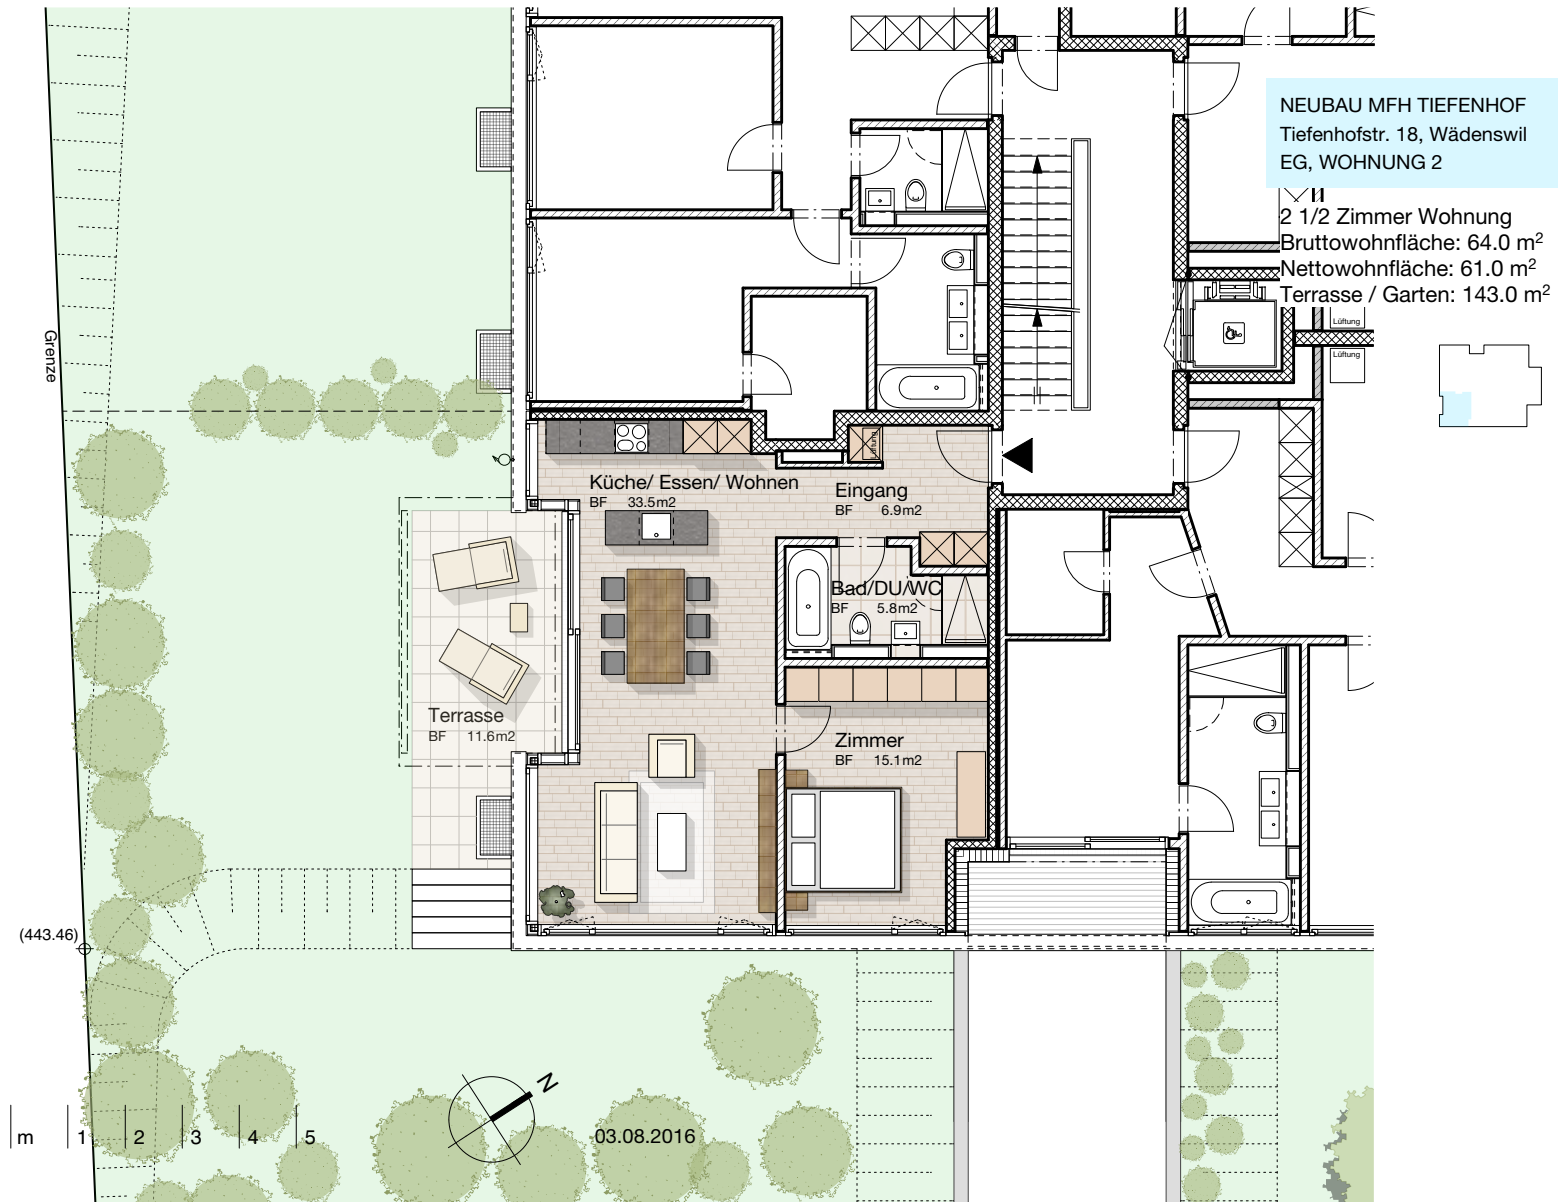 NEUBAU MFH TIEFENHOF
Tiefenhofstr. 18, Wädenswil
EG, WOHNUNG 2
2 1/2 Zimmer Wohnung
Bruttowohnfläche: 64.0 m²
Nettowohnfläche: 61.0 m²
Terrasse / Garten: 143.0 m²
Lüftung
Lüftung
Grenze
Lüftung
Küche/ Essen/ Wohnen
BF 33.5m2
Eingang
BF 6.9m2
Bad/DU/WC
BF 5.8m2
Terrasse
BF 11.6m2
Zimmer
BF 15.1m2
(443.46)
N
m 1 2 3 4 5
03.08.2016